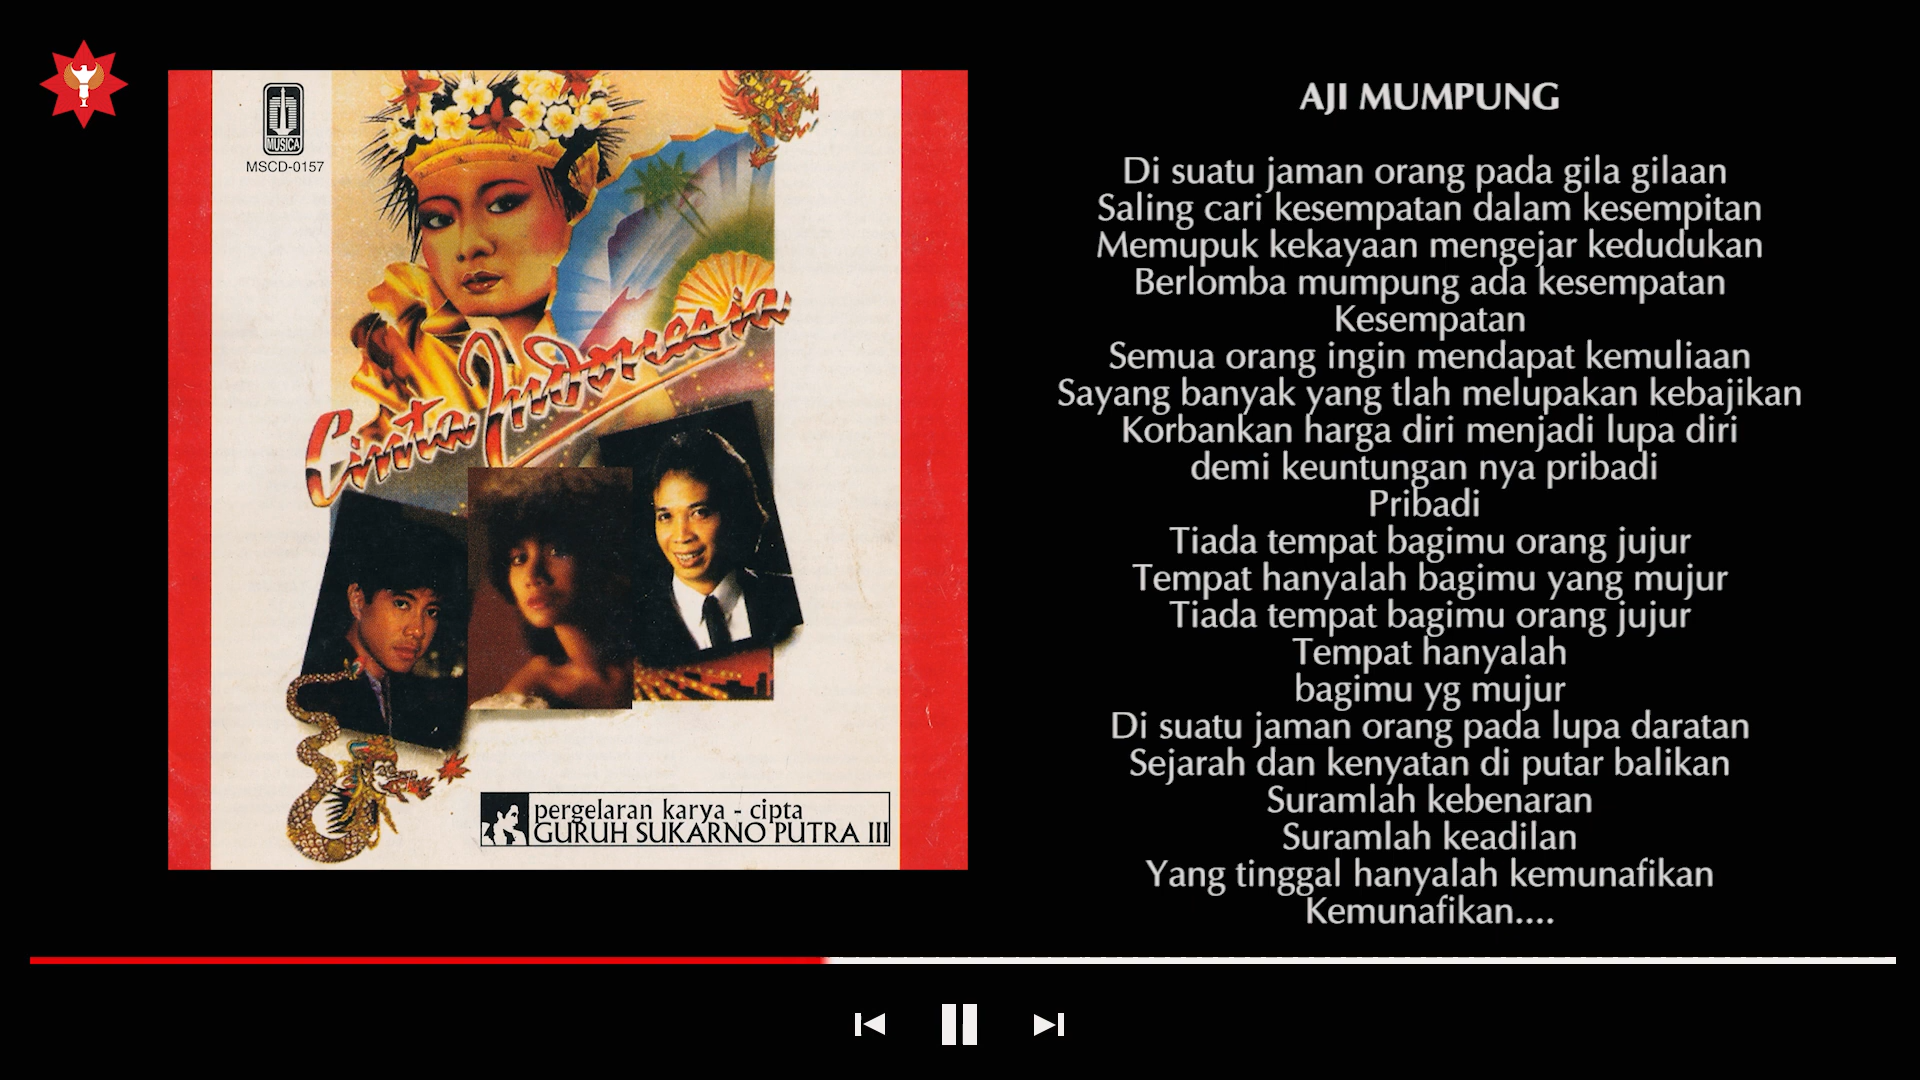 MUSICA
MSCD-0157
Cinta Indonesia
pergelaran karya - cipta
GURUH SUKARNO PUTRA III
AJI MUMPUNG
Di suatu jaman orang pada gila gilaan
Saling cari kesempatan dalam kesempitan
Memupuk kekayaan mengejar kedudukan
Berlomba mumpung ada kesempatan
Kesempatan
Semua orang ingin mendapat kemuliaan
Sayang banyak yang tlah melupakan kebajikan
Korbankan harga diri menjadi lupa diri
demi keuntungan nya pribadi
Pribadi
Tiada tempat bagimu orang jujur
Tempat hanyalah bagimu yang mujur
Tiada tempat bagimu orang jujur
Tempat hanyalah
bagimu yg mujur
Di suatu jaman orang pada lupa daratan
Sejarah dan kenyatan di putar balikan
Suramlah kebenaran
Suramlah keadilan
Yang tinggal hanyalah kemunafikan
Kemunafikan....